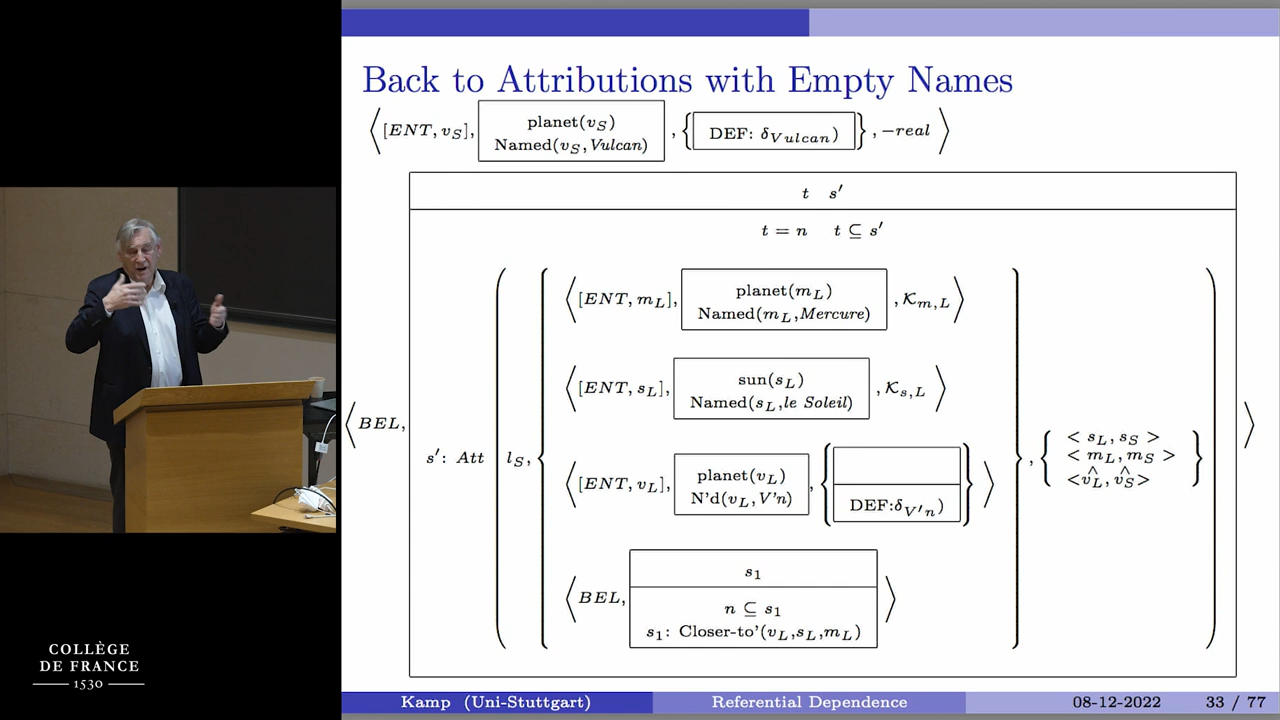 Back to Attributions with Empty Names
⟨[ENT, v_S], planet(v_S) Named(v_S, Vulcan) , { DEF: δ_Vulcan) }, −real ⟩
t s′
t = n t ⊆ s′
⟨[ENT, m_L], planet(m_L) Named(m_L,Mercure) , K_m,L ⟩
⟨[ENT, s_L], sun(s_L) Named(s_L,le Soleil) , K_s,L ⟩
⟨BEL,
s′: Att ( l_S, {
⟨[ENT, v_L], planet(v_L) N'd(v_L, V'n) , { DEF:δ_V′n) } ⟩
} , { < s_L, s_S >
< m_L, m_S >
< v̂_L, v̂_S > } ) ⟩
⟨BEL, s_1
n ⊆ s_1
s_1: Closer-to'(v_L,s_L,m_L) ⟩
COLLÈGE
DE FRANCE
1530
Kamp (Uni-Stuttgart) Referential Dependence 08-12-2022 33 / 77